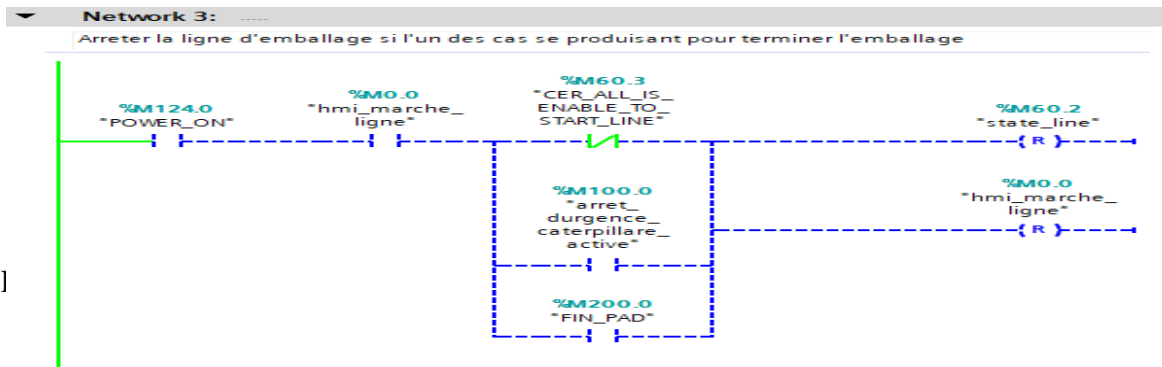 Network 3: .....
Arreter la ligne d'emballage si l'un des cas se produisant pour terminer l'emballage
%M124.0
"POWER_ON"
%M0.0
"hmi_marche_
ligne"
%M60.3
"CER_ALL_IS_
ENABLE_TO_
START_LINE"
%M60.2
"state_line"
( R )
%M100.0
"arret_
durgence_
caterpillare_
active"
%M0.0
"hmi_marche_
ligne"
( R )
%M200.0
"FIN_PAD"
]